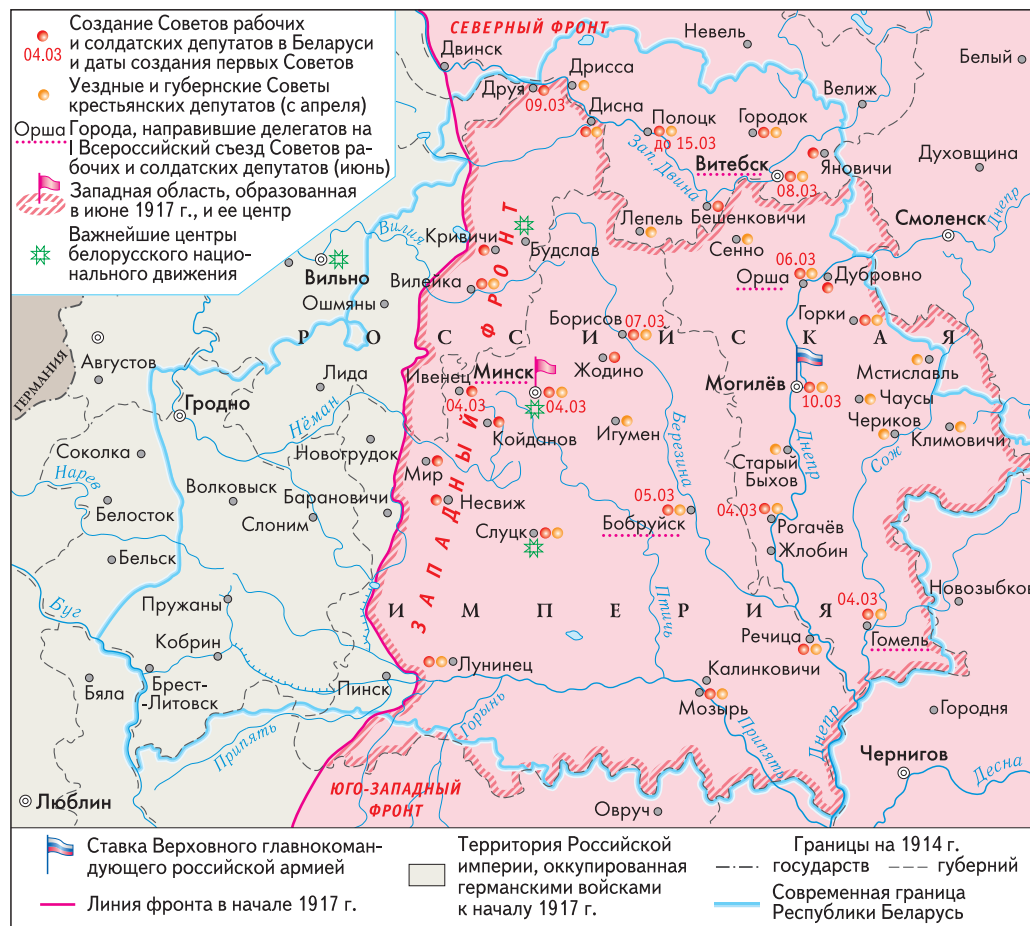 Создание Советов рабочих
и солдатских депутатов в Беларуси
04.03 и даты создания первых Советов
Уездные и губернские Советы
крестьянских депутатов (с апреля)
Орша Города, направившие делегатов на
I Всероссийский съезд Советов ра-
бочих и солдатских депутатов (июнь)
Западная область, образованная
в июне 1917 г., и ее центр
Важнейшие центры
белорусского нацио-
нального движения
СЕВЕРНЫЙ ФРОНТ
Двинск
Невель
Белый
Дрисса
Друя
09.03
Дисна
Велиж
Полоцк
до 15.03
Городок
Зап. Двина
Витебск
08.03
Яновичи
Духовщина
Бешенковичи
Лепель
Сенно
Смоленск
Днепр
Вилия
Кривичи
Будслав
Вильно
Вилейка
Ошмяны
06.03
Орша
Дубровно
Горки
Борисов
07.03
РОССИЙСКАЯ
ГЕРМАНИЯ
Августов
Жодино
Мстиславль
Лида
Ивенец
04.03
Минск
04.03
Могилёв
10.03
Чаусы
Гродно
Нёман
Койданов
Игумен
Березина
Днепр
Чериков
Климовичи
Соколка
Новогрудок
Старый
Быхов
Сож
Нарев
Мир
Волковыск
Барановичи
Несвиж
Белосток
Слоним
05.03
Бобруйск
04.03
Рогачёв
Слуцк
Жлобин
Бельск
ЗАПАДНЫЙ ФРОНТ
Новозыбков
Буг
Пружаны
ИМПЕРИЯ
Птичь
04.03
Гомель
Кобрин
Речица
Лунинец
Калинковичи
Бяла
Брест-
-Литовск
Пинск
Мозырь
Горынь
Городня
Припять
Припять
Днепр
Чернигов
Десна
ЮГО-ЗАПАДНЫЙ
ФРОНТ
Люблин
Овруч
Ставка Верховного главнокоман-
дующего российской армией
Линия фронта в начале 1917 г.
Территория Российской
империи, оккупированная
германскими войсками
к началу 1917 г.
Границы на 1914 г.
государств губерний
Современная граница
Республики Беларусь